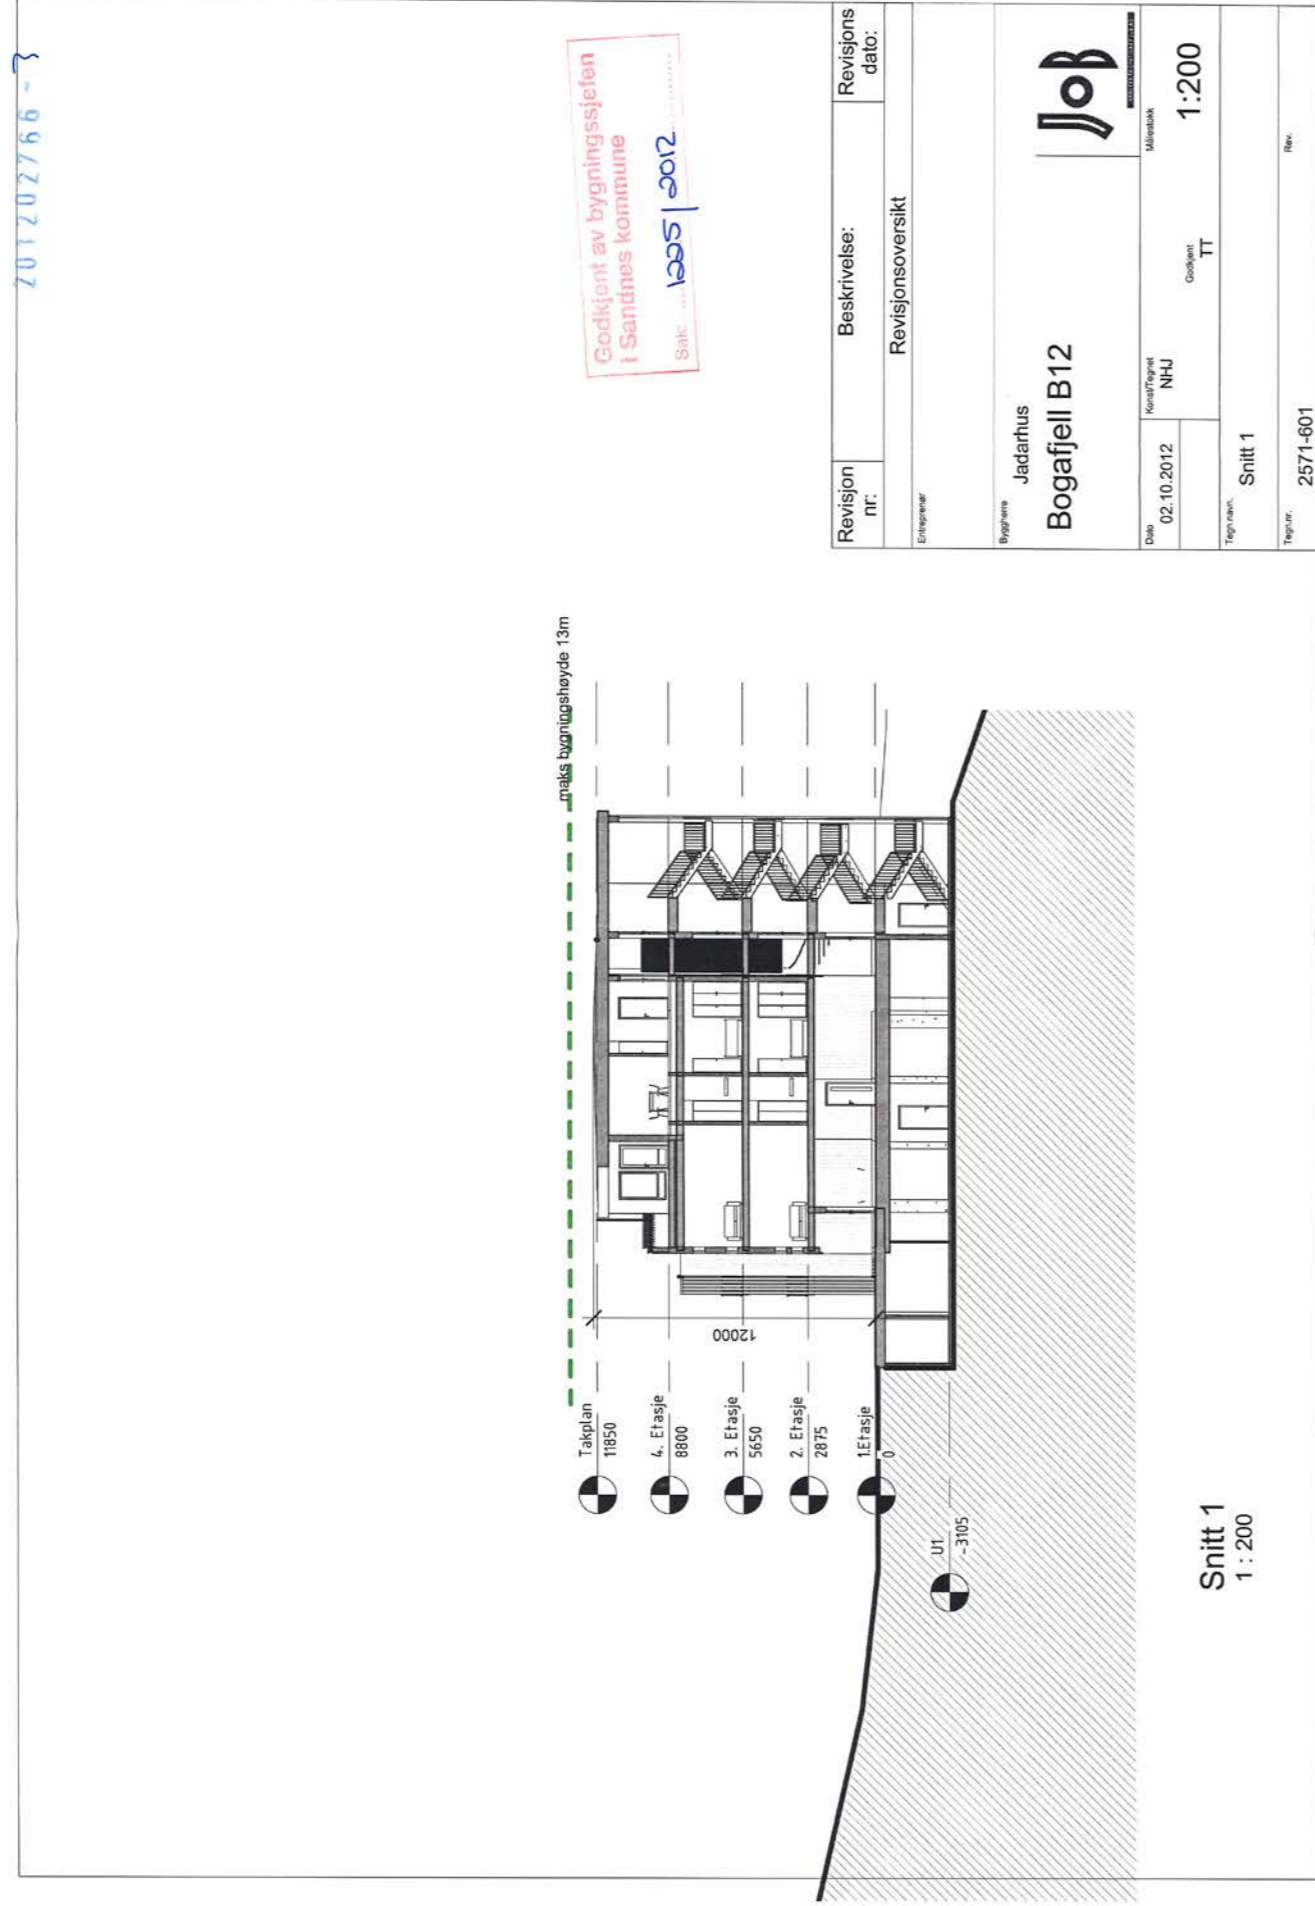 201202766-3
Godkjent av bygningssjefen
i Sandnes kommune
Sak: 1225/2012
maks bygningshøyde 13m
Takplan
11850
4. Etasje
8800
3. Etasje
5650
2. Etasje
2875
1.Etasje
0
U1
-3105
12000
Snitt 1
1 : 200
Revisjon nr:
Beskrivelse:
Revisjons dato:
Revisjonsoversikt
Entreprenør
Byggherre
Jadarhus
Bogafjell B12
JOB
Dato
02.10.2012
Konst/Tegnet
NHJ
Godkjent
TT
Målestokk
1:200
Tegn.navn.
Snitt 1
Tegn.nr.
2571-601
Rev.